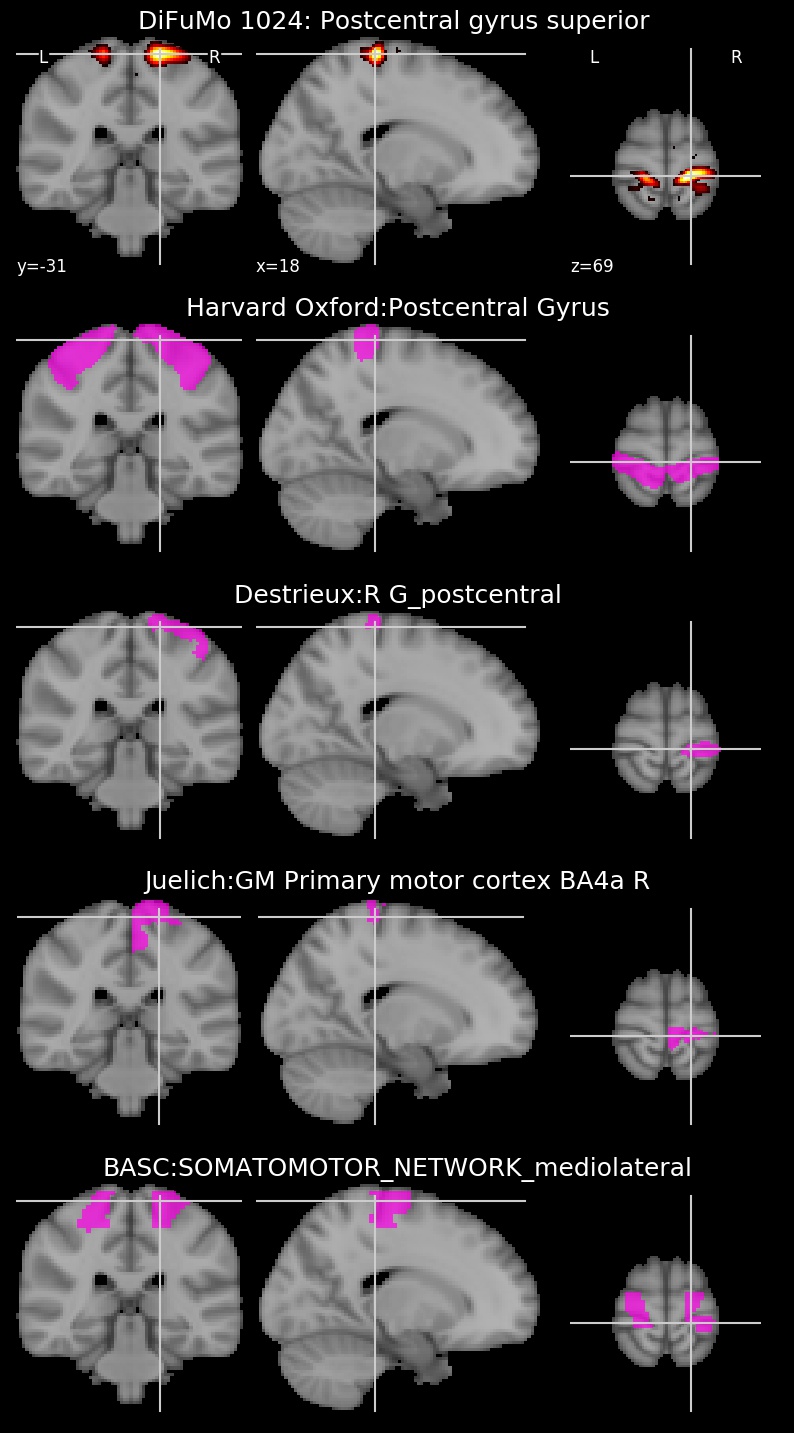 DiFuMo 1024: Postcentral gyrus superior
L R L R
y=-31 x=18 z=69
Harvard Oxford:Postcentral Gyrus
Destrieux:R G_postcentral
Juelich:GM Primary motor cortex BA4a R
BASC:SOMATOMOTOR_NETWORK_mediolateral